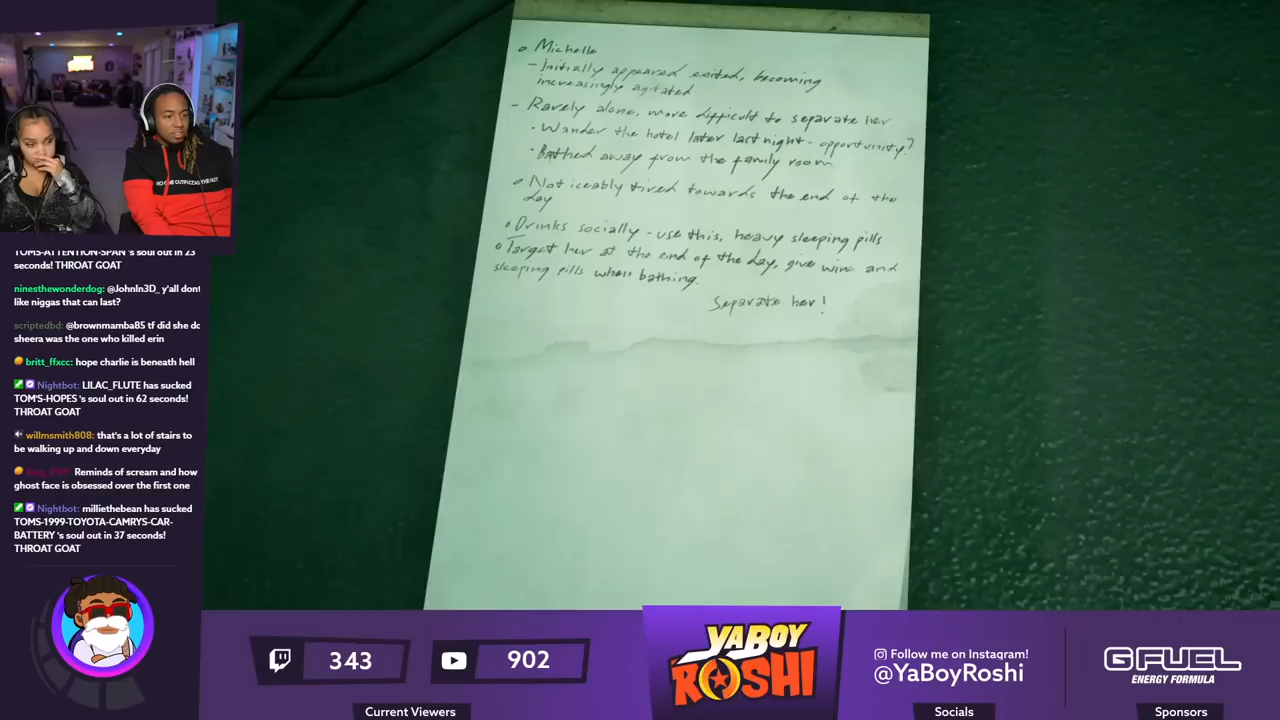 Michelle
- Initially appeared exited, becoming
increasingly agitated
- Rarely alone, more difficult to separate her
- Wander the hotel later last night - opportunity?
- Bathed away from the family room
Noticeably tired towards the end of the
day
Drinks socially - use this, heavy sleeping pills
Target her at the end of the day, give wine and
sleeping pills when bathing.
Separate her!
TOMS-ATTENTION-SPAN 's soul out in 23
seconds! THROAT GOAT
ninesthewonderdog: @JohnIn3D_ y'all dont
like niggas that can last?
scriptedbd: @brownmamba85 tf did she do
sheera was the one who killed erin
britt_ffxcc: hope charlie is beneath hell
Nightbot: LILAC_FLUTE has sucked
TOM'S-HOPES 's soul out in 62 seconds!
THROAT GOAT
willmsmith808: that's a lot of stairs to
be walking up and down everyday
Reminds of scream and how
ghost face is obsessed over the first one
Nightbot: milliethebean has sucked
TOMS-1999-TOYOTA-CAMRYS-CAR-
BATTERY 's soul out in 37 seconds!
THROAT GOAT
343
902
Current Viewers
YABOY
ROSHI
Follow me on Instagram!
@YaBoyRoshi
Socials
G FUEL
ENERGY FORMULA
Sponsors